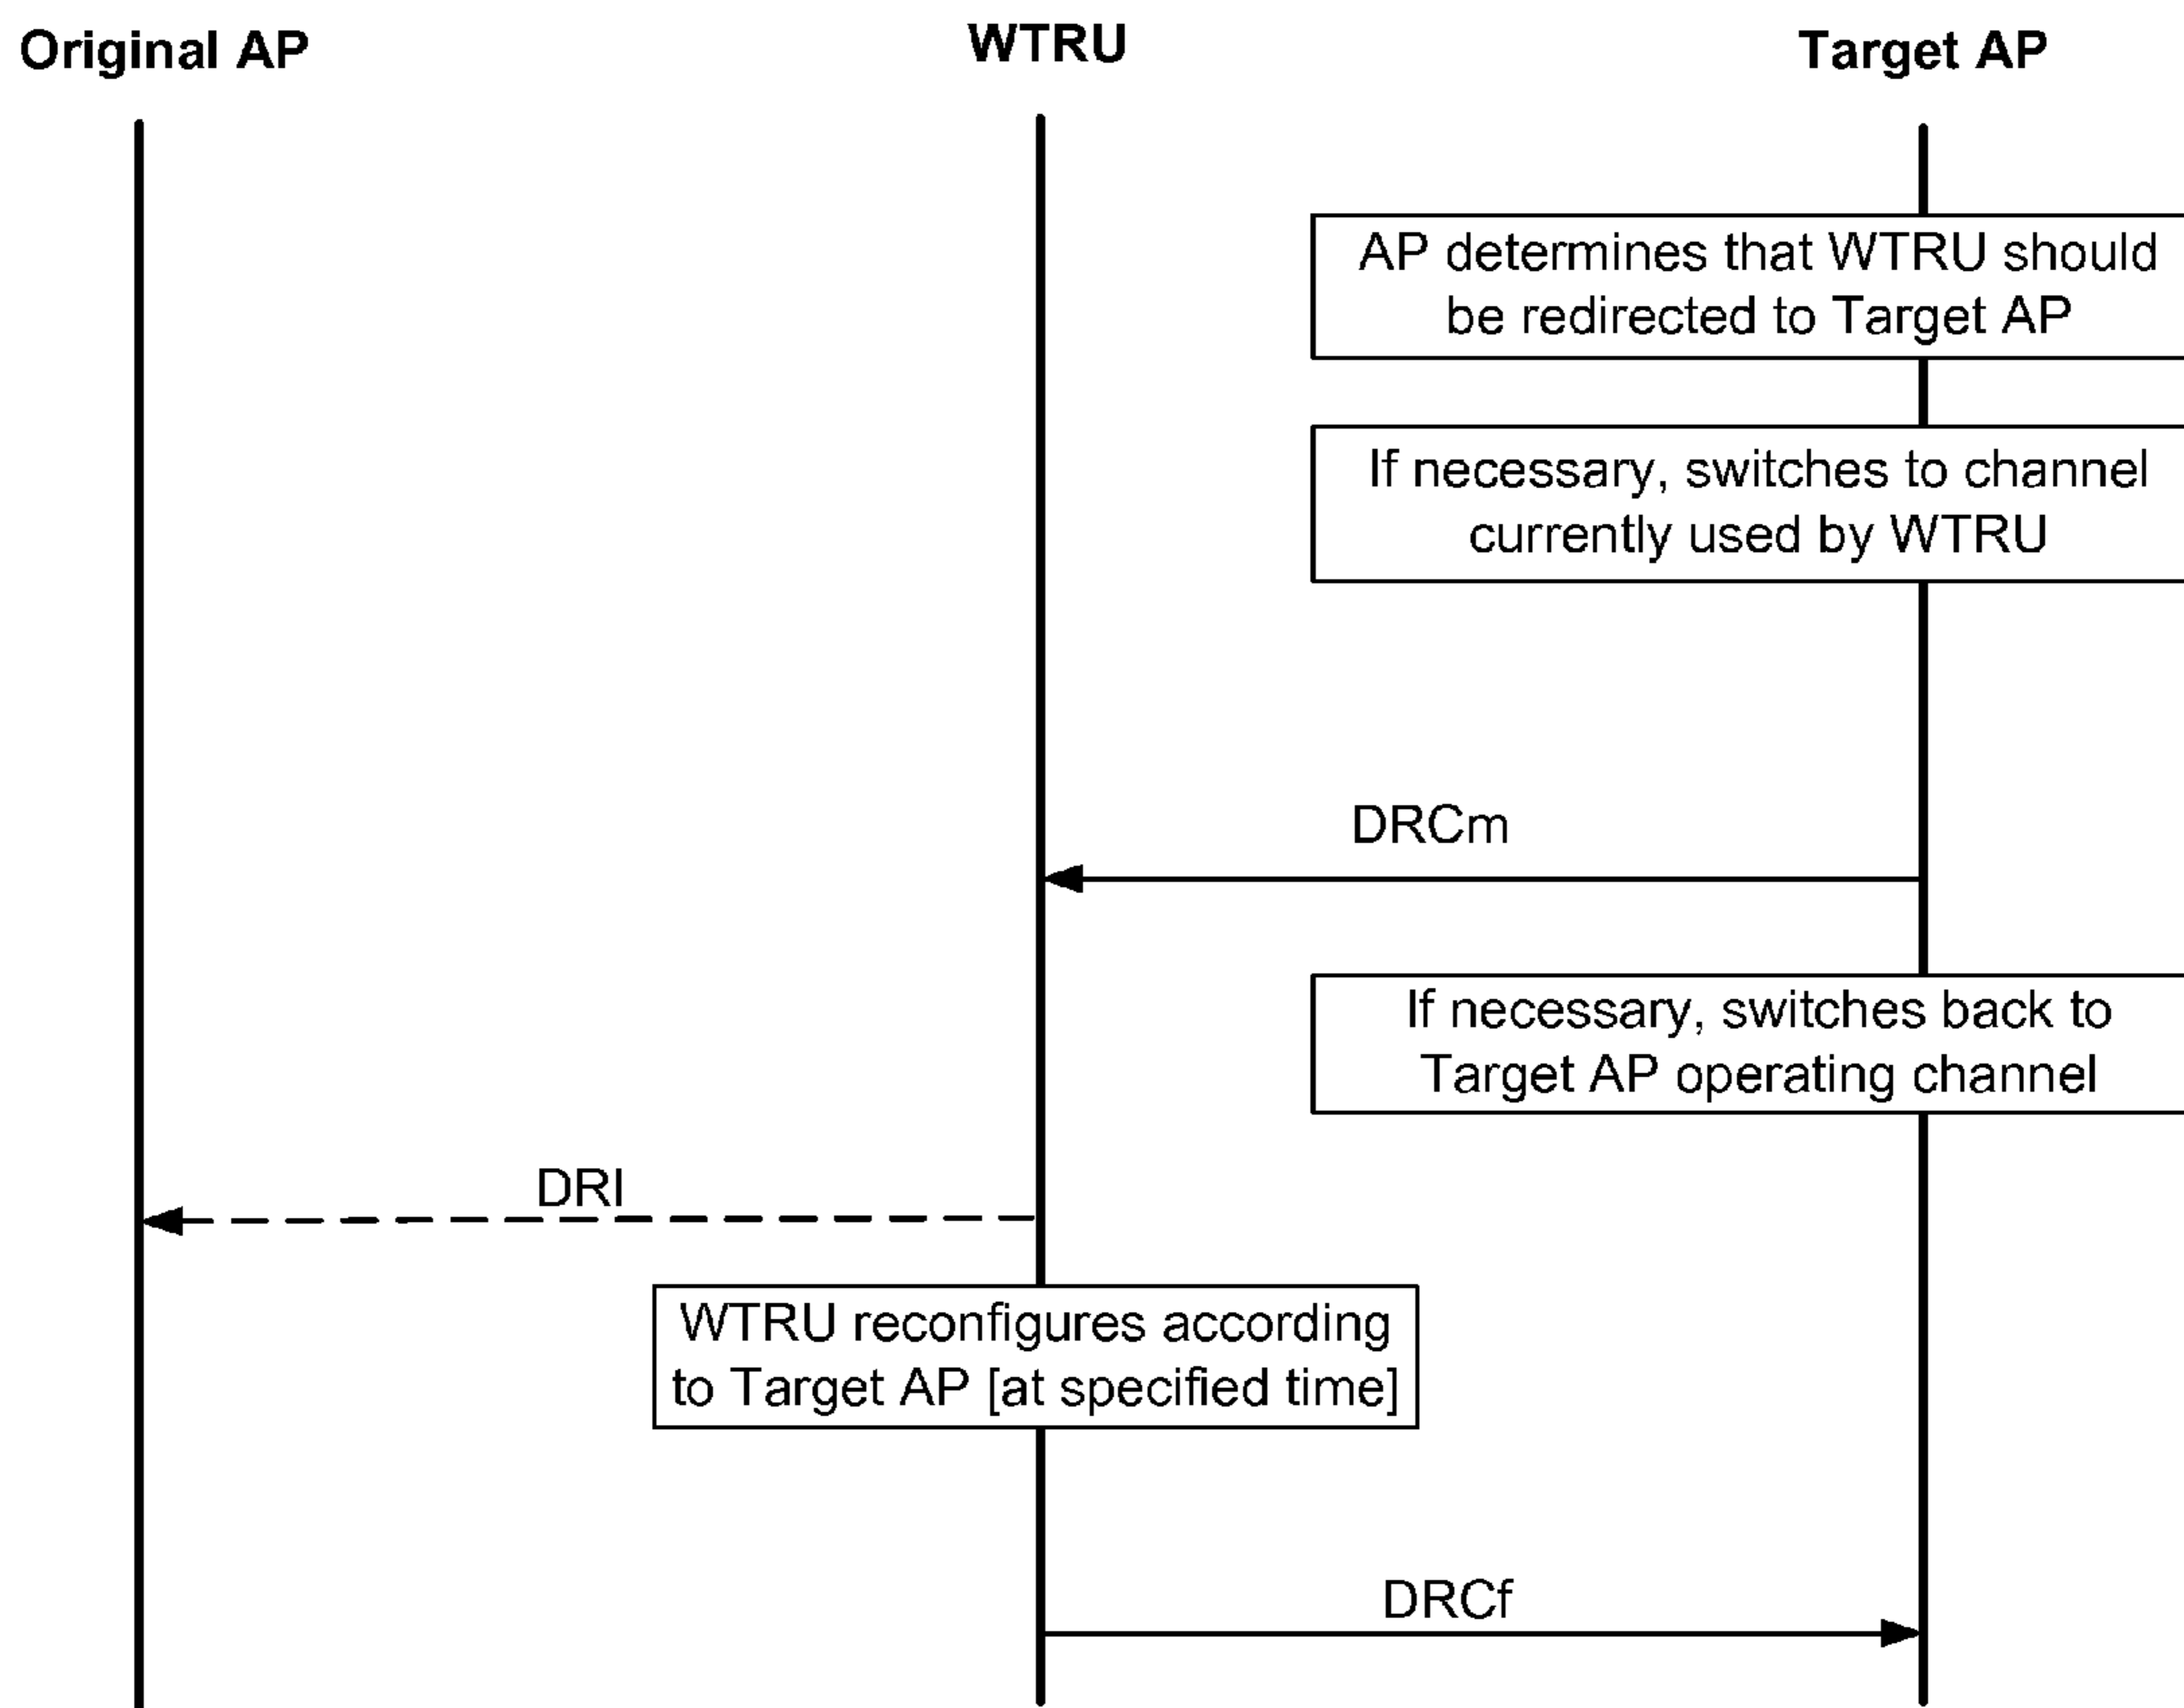 Original AP
WTRU
Target AP
AP determines that WTRU should
be redirected to Target AP
If necessary, switches to channel
currently used by WTRU
DRCm
If necessary, switches back to
Target AP operating channel
DRI
WTRU reconfigures according
to Target AP [at specified time]
DRCf